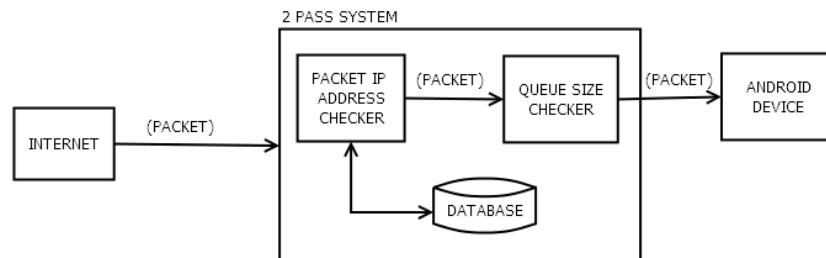 2 PASS SYSTEM
INTERNET
(PACKET)
PACKET IP
ADDRESS
CHECKER
(PACKET)
QUEUE SIZE
CHECKER
(PACKET)
ANDROID
DEVICE
DATABASE